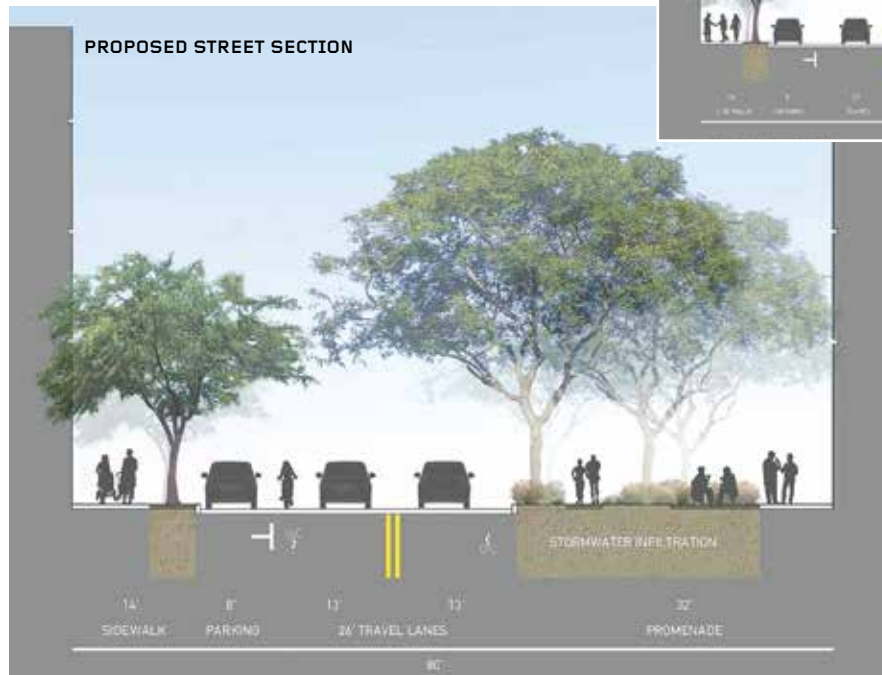 PROPOSED STREET SECTION
STORMWATER INFILTRATION
14' 8' 13' 13' 32'
SIDEWALK PARKING 26' TRAVEL LANES PROMENADE
80'